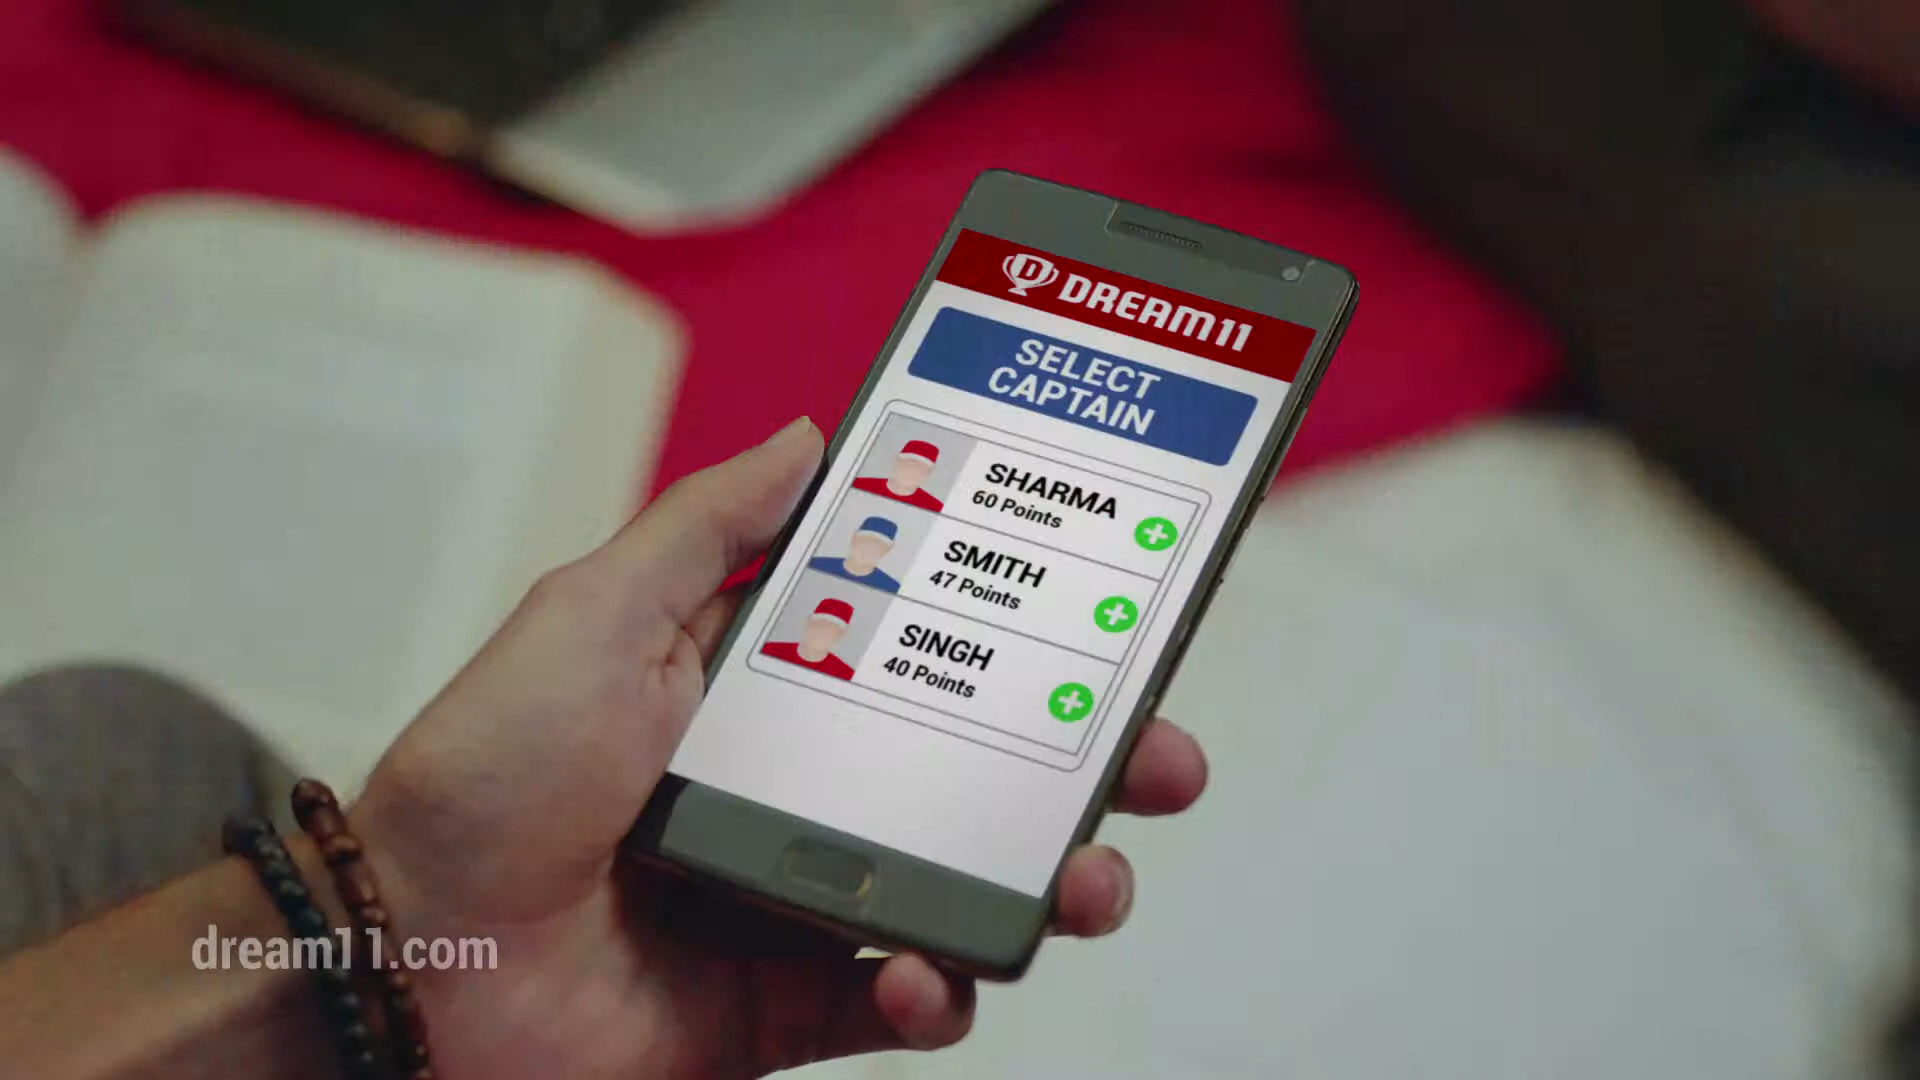 D DREAM11
SELECT
CAPTAIN
SHARMA
60 Points
SMITH
47 Points
SINGH
40 Points
dream11.com